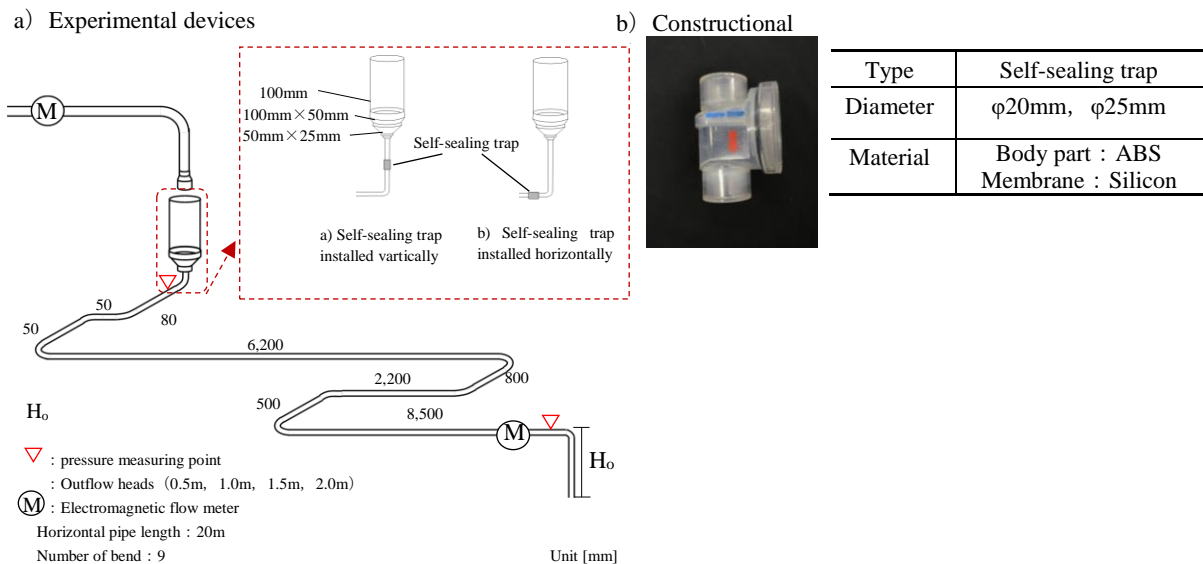 a) Experimental devices
M
100mm
100mm×50mm
50mm×25mm
Self-sealing trap
a) Self-sealing trap
installed vartically
b) Self-sealing trap
installed horizontally
50
50
80
6,200
2,200
800
500
8,500
M
Hₒ
Hₒ
: pressure measuring point
: Outflow heads (0.5m, 1.0m, 1.5m, 2.0m)
M : Electromagnetic flow meter
Horizontal pipe length : 20m
Number of bend : 9
Unit [mm]
b) Constructional
Type Self-sealing trap
Diameter φ20mm, φ25mm
Material Body part : ABS
Membrane : Silicon